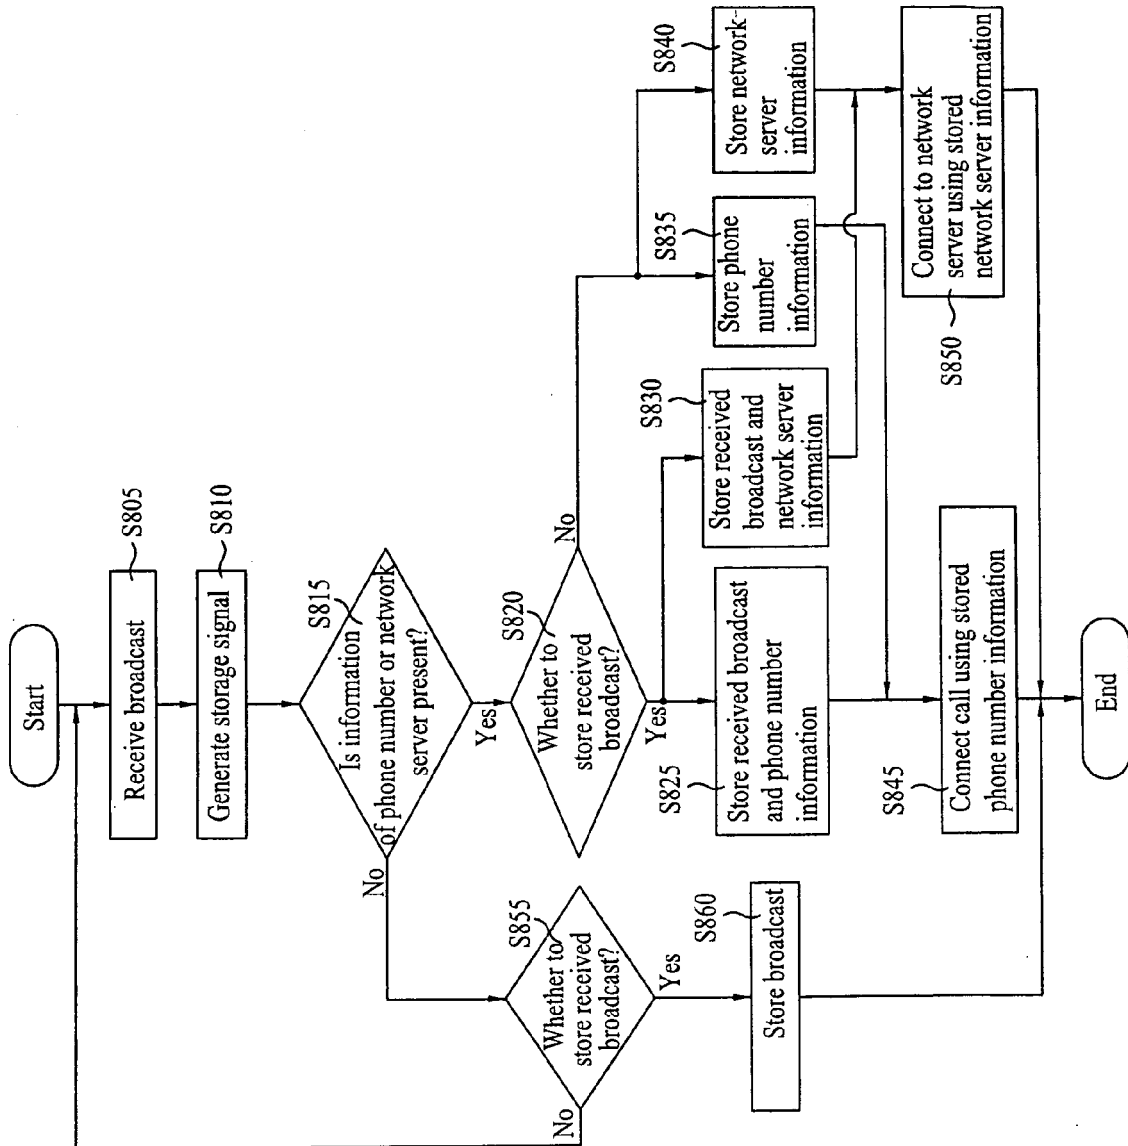 Start
Receive broadcast
S805
Generate storage signal
S810
S815
Is information
of phone number or network
server present?
No
Yes
S820
Whether to
store received
broadcast?
No
Yes
S855
Whether to
store received
broadcast?
No
Yes
S825
Store received broadcast
and phone number
information
S830
Store received
broadcast and
network server
information
S835
Store phone
number
information
S840
Store network-
server
information
S860
Store broadcast
S845
Connect call using stored
phone number information
S850
Connect to network
server using stored
network server information
End